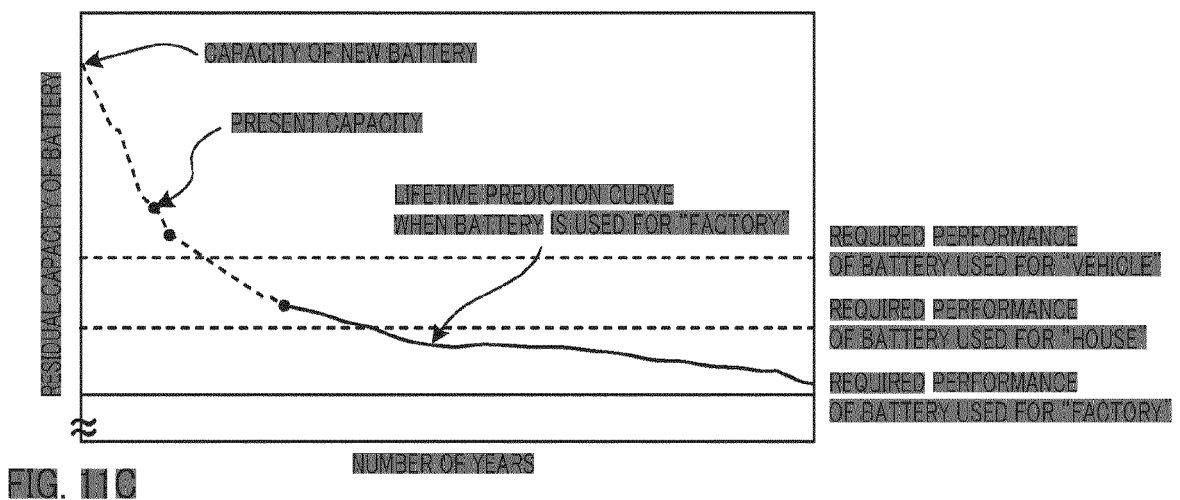 CAPACITY OF NEW BATTERY
PRESENT CAPACITY
LIFETIME PREDICTION CURVE
WHEN BATTERY IS USED FOR "FACTORY"
RESIDUAL CAPACITY OF BATTERY
REQUIRED PERFORMANCE
OF BATTERY USED FOR "VEHICLE"
REQUIRED PERFORMANCE
OF BATTERY USED FOR "HOUSE"
REQUIRED PERFORMANCE
OF BATTERY USED FOR "FACTORY"
NUMBER OF YEARS
FIG. 11C